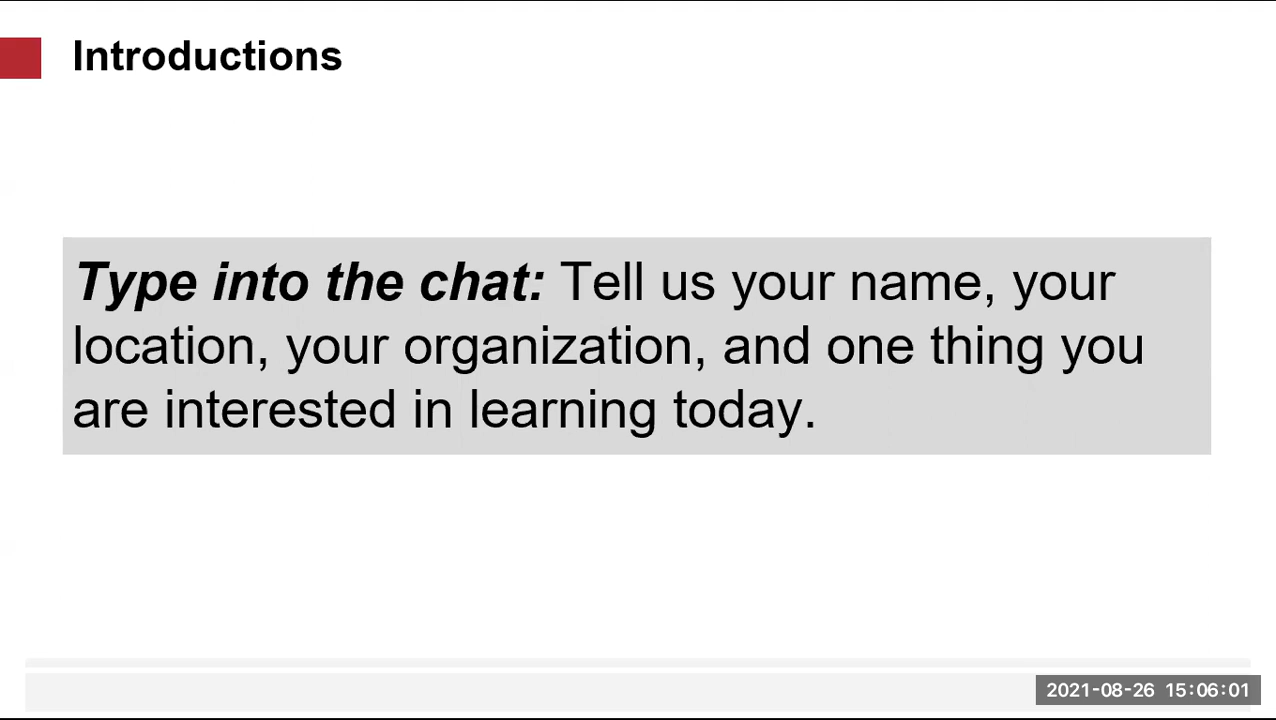 Introductions
Type into the chat: Tell us your name, your
location, your organization, and one thing you
are interested in learning today.
2021-08-26 15:06:01